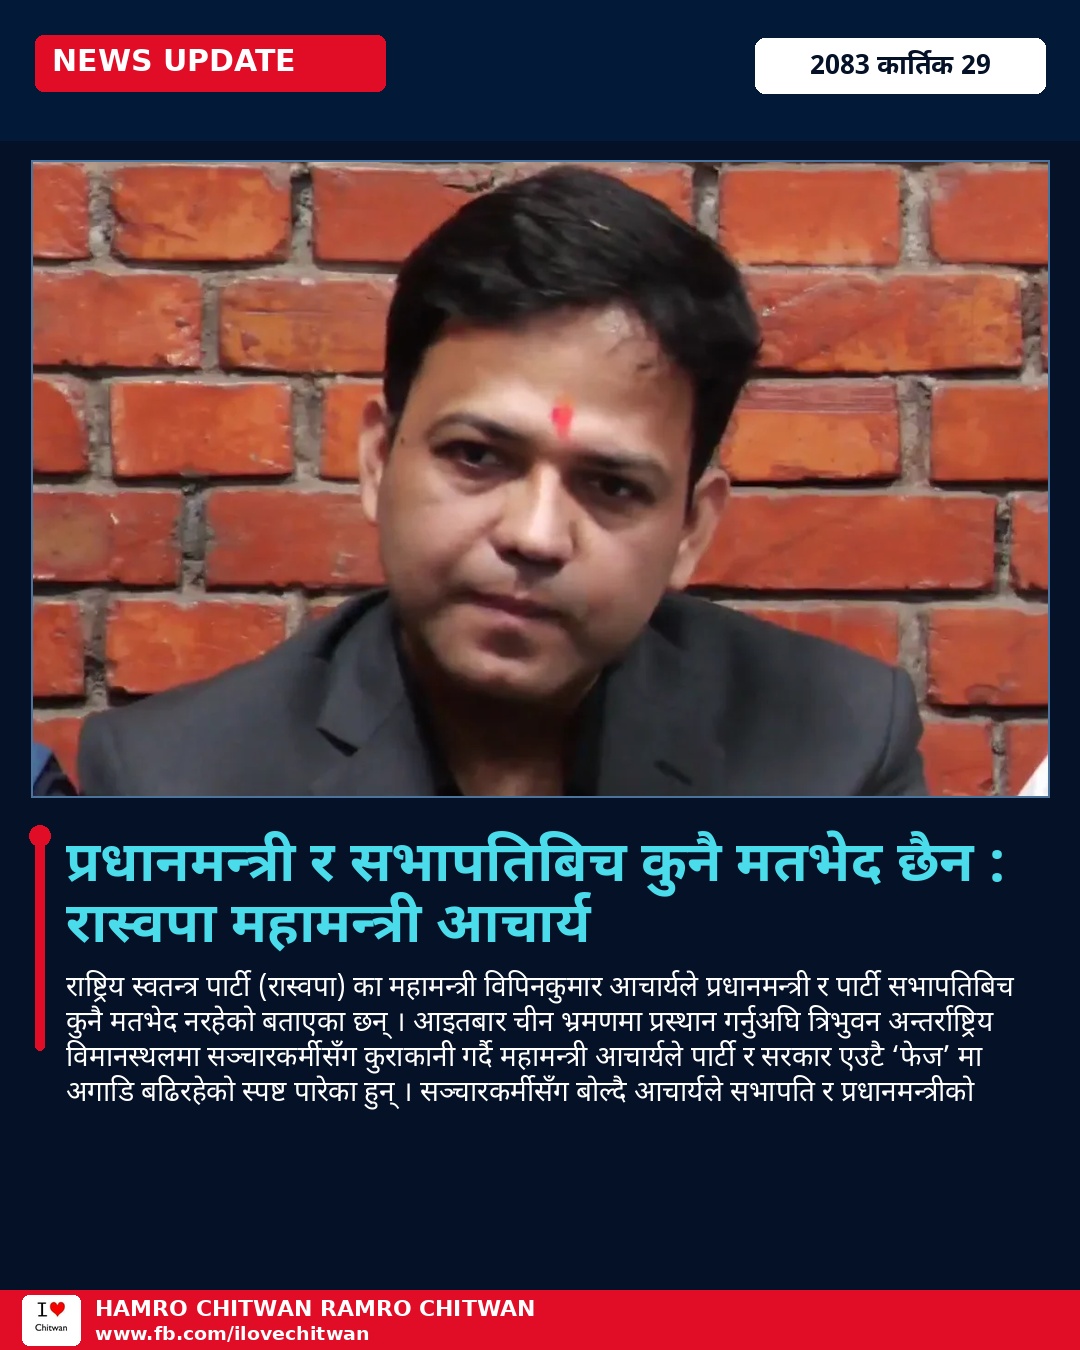 NEWS UPDATE
2083 कार्तिक 29
प्रधानमन्त्री र सभापतिबिच कुनै मतभेद छैन :
रास्वपा महामन्त्री आचार्य
राष्ट्रिय स्वतन्त्र पार्टी (रास्वपा) का महामन्त्री विपिनकुमार आचार्यले प्रधानमन्त्री र पार्टी सभापतिबिच
कुनै मतभेद नरहेको बताएका छन् । आइतबार चीन भ्रमणमा प्रस्थान गर्नुअघि त्रिभुवन अन्तर्राष्ट्रिय
विमानस्थलमा सञ्चारकर्मीसँग कुराकानी गर्दै महामन्त्री आचार्यले पार्टी र सरकार एउटै ‘फेज’ मा
अगाडि बढिरहेको स्पष्ट पारेका हुन् । सञ्चारकर्मीसँग बोल्दै आचार्यले सभापति र प्रधानमन्त्रीको
I❤
Chitwan
HAMRO CHITWAN RAMRO CHITWAN
www.fb.com/ilovechitwan